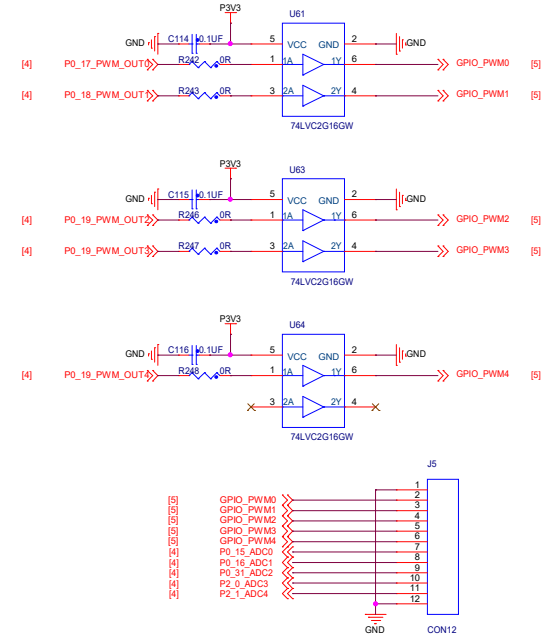 P3V3
U61
GND C114 0.1UF 5 VCC GND 2 GND
[4] P0_17_PWM_OUT0 R242 0R 1 1A 1Y 6 GPIO_PWM0 [5]
[4] P0_18_PWM_OUT1 R243 0R 3 2A 2Y 4 GPIO_PWM1 [5]
74LVC2G16GW
P3V3
U63
GND C115 0.1UF 5 VCC GND 2 GND
[4] P0_19_PWM_OUT2 R246 0R 1 1A 1Y 6 GPIO_PWM2 [5]
[4] P0_19_PWM_OUT3 R247 0R 3 2A 2Y 4 GPIO_PWM3 [5]
74LVC2G16GW
P3V3
U64
GND C116 0.1UF 5 VCC GND 2 GND
[4] P0_19_PWM_OUT4 R248 0R 1 1A 1Y 6 GPIO_PWM4 [5]
3 2A 2Y 4
74LVC2G16GW
J5
1
[5] GPIO_PWM0 2
[5] GPIO_PWM1 3
[5] GPIO_PWM2 4
[5] GPIO_PWM3 5
[5] GPIO_PWM4 6
[4] P0_15_ADC0 7
[4] P0_16_ADC1 8
[4] P0_31_ADC2 9
[4] P2_0_ADC3 10
[4] P2_1_ADC4 11
12
GND CON12